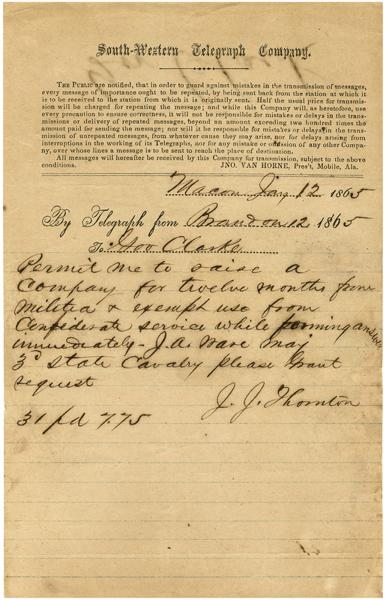 South-Western Telegraph Company.
The Public are notified, that in order to guard against mistakes in the transmission of messages,
every message of importance ought to be repeated, by being sent back from the station at which it
is to be received to the station from which it is originally sent. Half the usual price for transmis-
sion will be charged for repeating the message; and while this Company will, as heretofore, use
every precaution to ensure correctness, it will not be responsible for mistakes or delays in the trans-
missions or delivery of repeated messages, beyond an amount exceeding two hundred times the
amount paid for sending the message; nor will it be responsible for mistakes or delays in the trans-
mission of unrepeated messages, from whatever cause they may arise, nor for delays arising from
interruptions in the working of its Telegraphs, nor for any mistake or omission of any other Compa-
ny, over whose lines a message is to be sent to reach the place of destination.
All messages will hereafter be received by this Company for transmission, subject to the above
conditions. JNO. VAN HORNE, Pres't, Mobile, Ala.
Macon Jany 12 1865
By Telegraph from Brandon 12 1865
To Gov Clarke
Permit me to raise a
Company for twelve months from
Militia & exempt use from
Confederate service while forming
immediately - J. A. Ware may
3d State Cavalry Please Grant
request
J. J. Thornton
31 pd 7.75